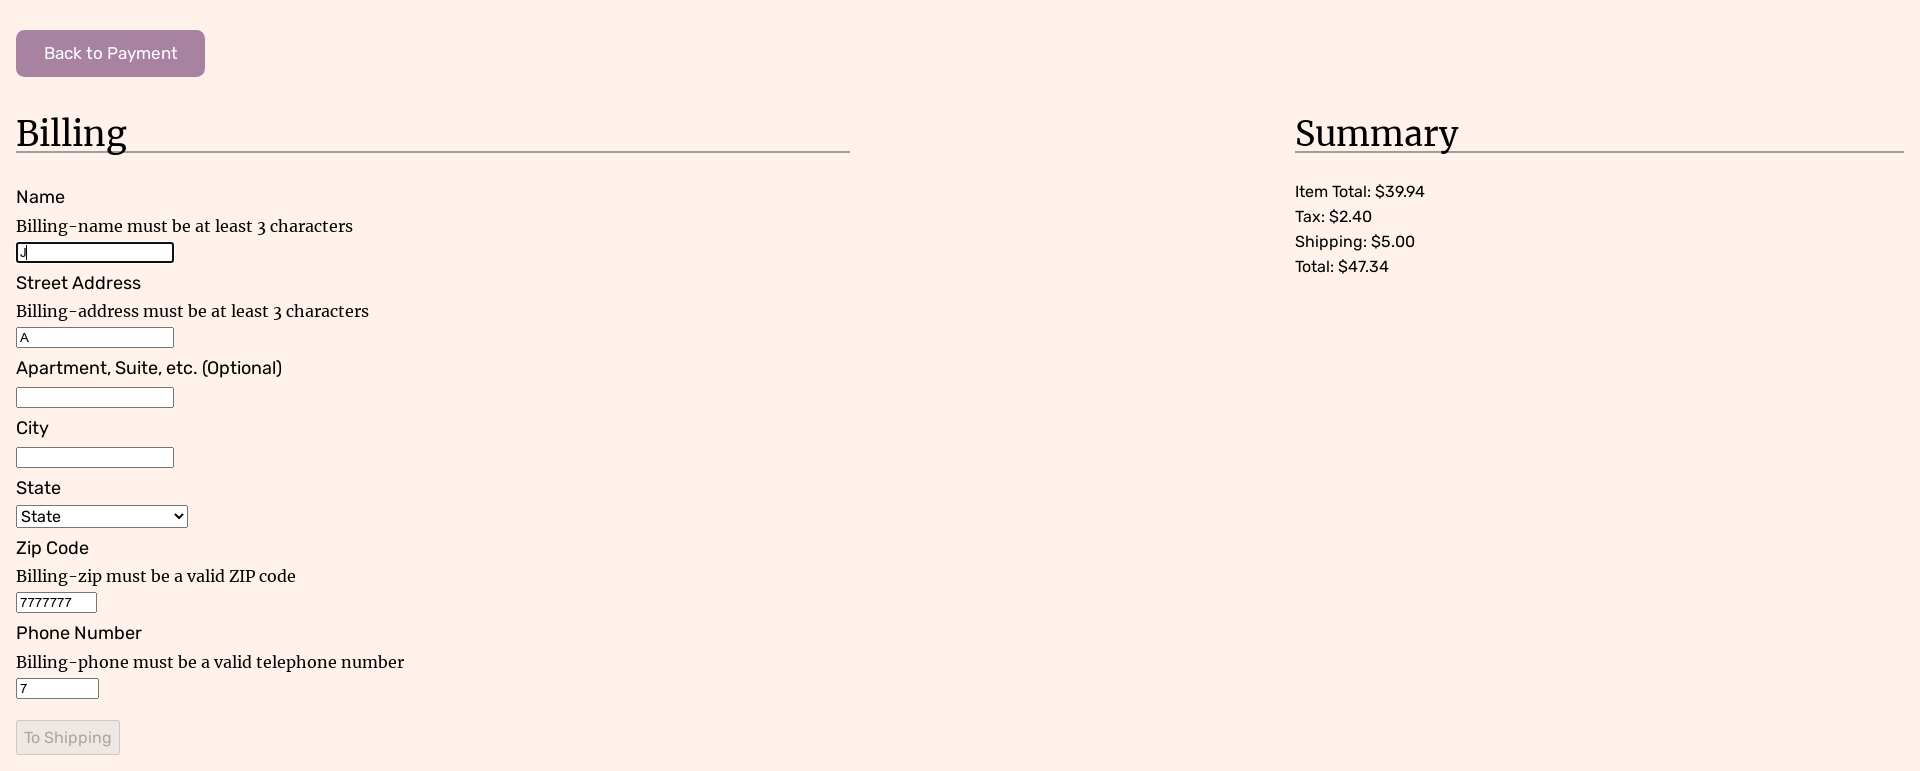 Back to Payment
Billing
Name
Billing-name must be at least 3 characters
J
Street Address
Billing-address must be at least 3 characters
A
Apartment, Suite, etc. (Optional)
City
State
State
Zip Code
Billing-zip must be a valid ZIP code
7777777
Phone Number
Billing-phone must be a valid telephone number
7
To Shipping
Summary
Item Total: $39.94
Tax: $2.40
Shipping: $5.00
Total: $47.34